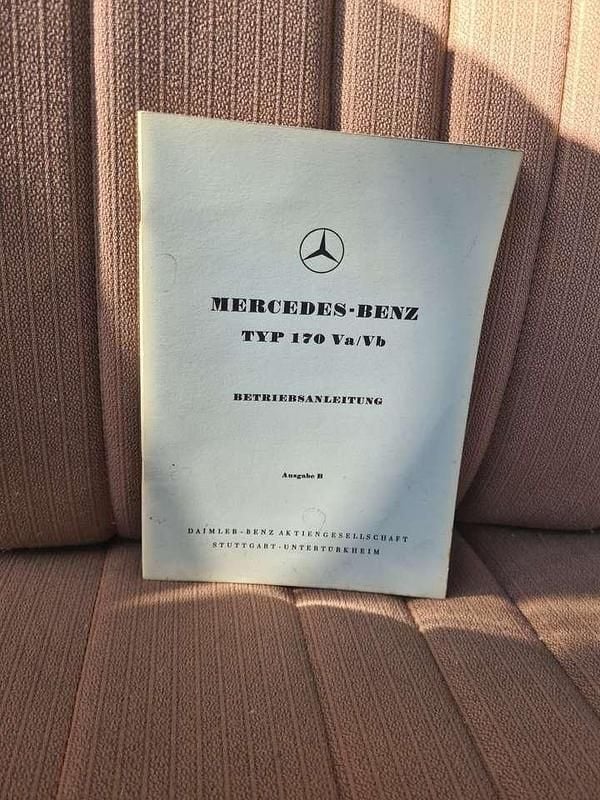 MERCEDES-BENZ
TYP 170 Va/Vb
BETRIEBSANLEITUNG
Ausgabe B
DAIMLER-BENZ AKTIENGESELLSCHAFT
STUTTGART-UNTERTÜRKHEIM